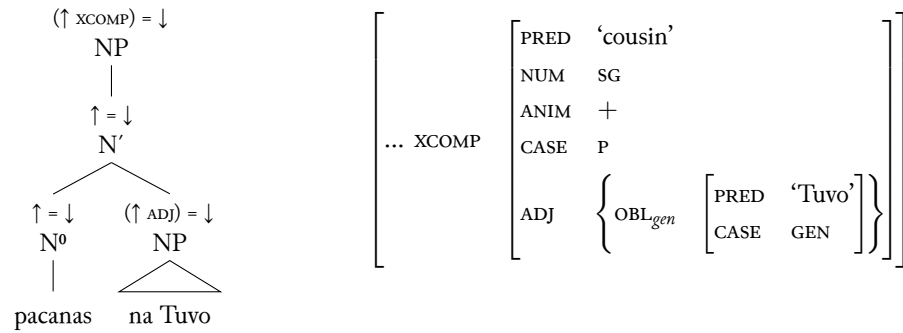 (↑ XCOMP) = ↓
NP
↑ = ↓
N′
↑ = ↓ (↑ ADJ) = ↓
N⁰ NP
pacanas na Tuvo
PRED ‘cousin’
NUM SG
ANIM +
... XCOMP
CASE P
ADJ { OBLgen [ PRED ‘Tuvo’
CASE GEN ] }